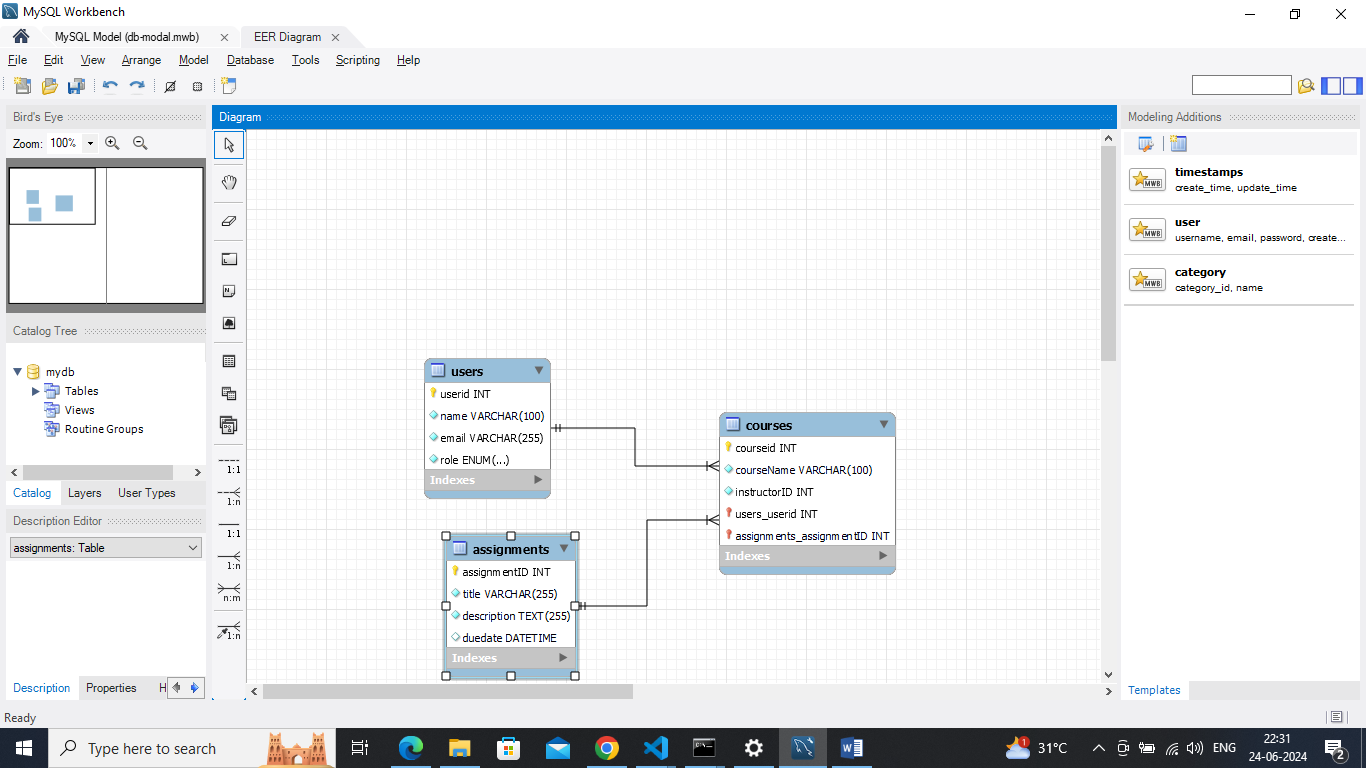 MySQL Workbench
MySQL Model (db-modal.mwb)
EER Diagram
File Edit View Arrange Model Database Tools Scripting Help
Bird's Eye
Zoom: 100%
Catalog Tree
mydb
Tables
Views
Routine Groups
Catalog Layers User Types
Description Editor
assignments: Table
Description Properties H
Diagram
1:1
1:n
1:1
1:n
n:m
1:n
users
userid INT
name VARCHAR(100)
email VARCHAR(255)
role ENUM(...)
Indexes
assignments
assignmentID INT
title VARCHAR(255)
description TEXT(255)
duedate DATETIME
Indexes
courses
courseid INT
courseName VARCHAR(100)
instructorID INT
users_userid INT
assignments_assignmentID INT
Indexes
Modeling Additions
MWB
timestamps
create_time, update_time
MWB
user
username, email, password, create...
MWB
category
category_id, name
Templates
Ready
Type here to search
1
31°C
ENG
22:31
24-06-2024
2